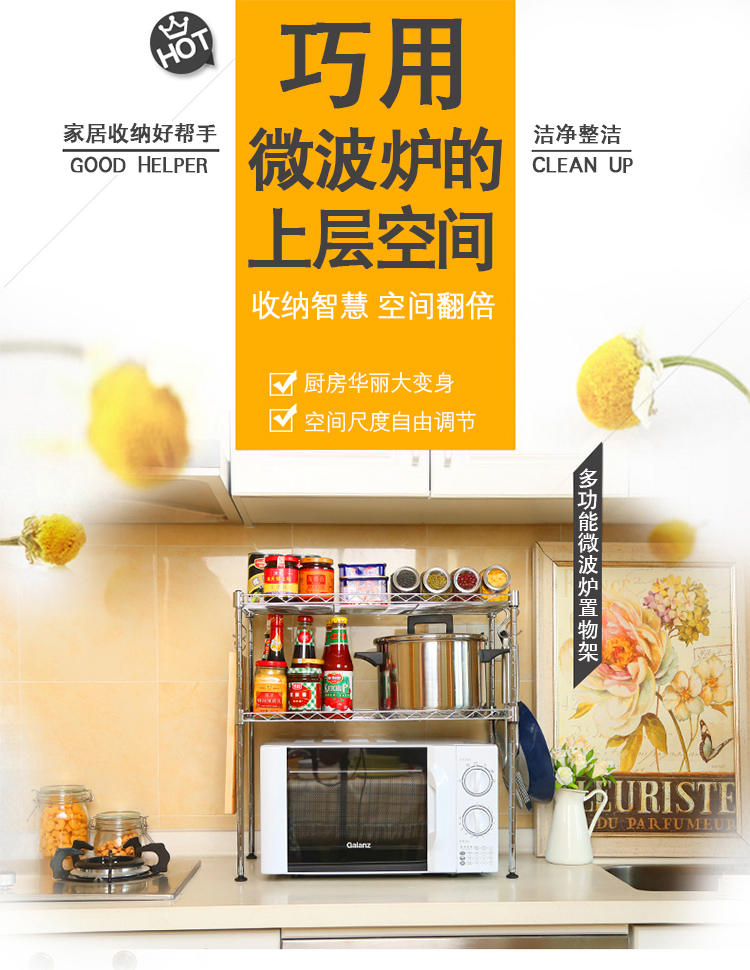 HOT
巧用
微波炉的
上层空间
家居收纳好帮手
GOOD HELPER
洁净整洁
CLEAN UP
收纳智慧 空间翻倍
厨房华丽大变身
空间尺度自由调节
多功能微波炉置物架
Galanz
LEURISTE
DU PARFUMEUR